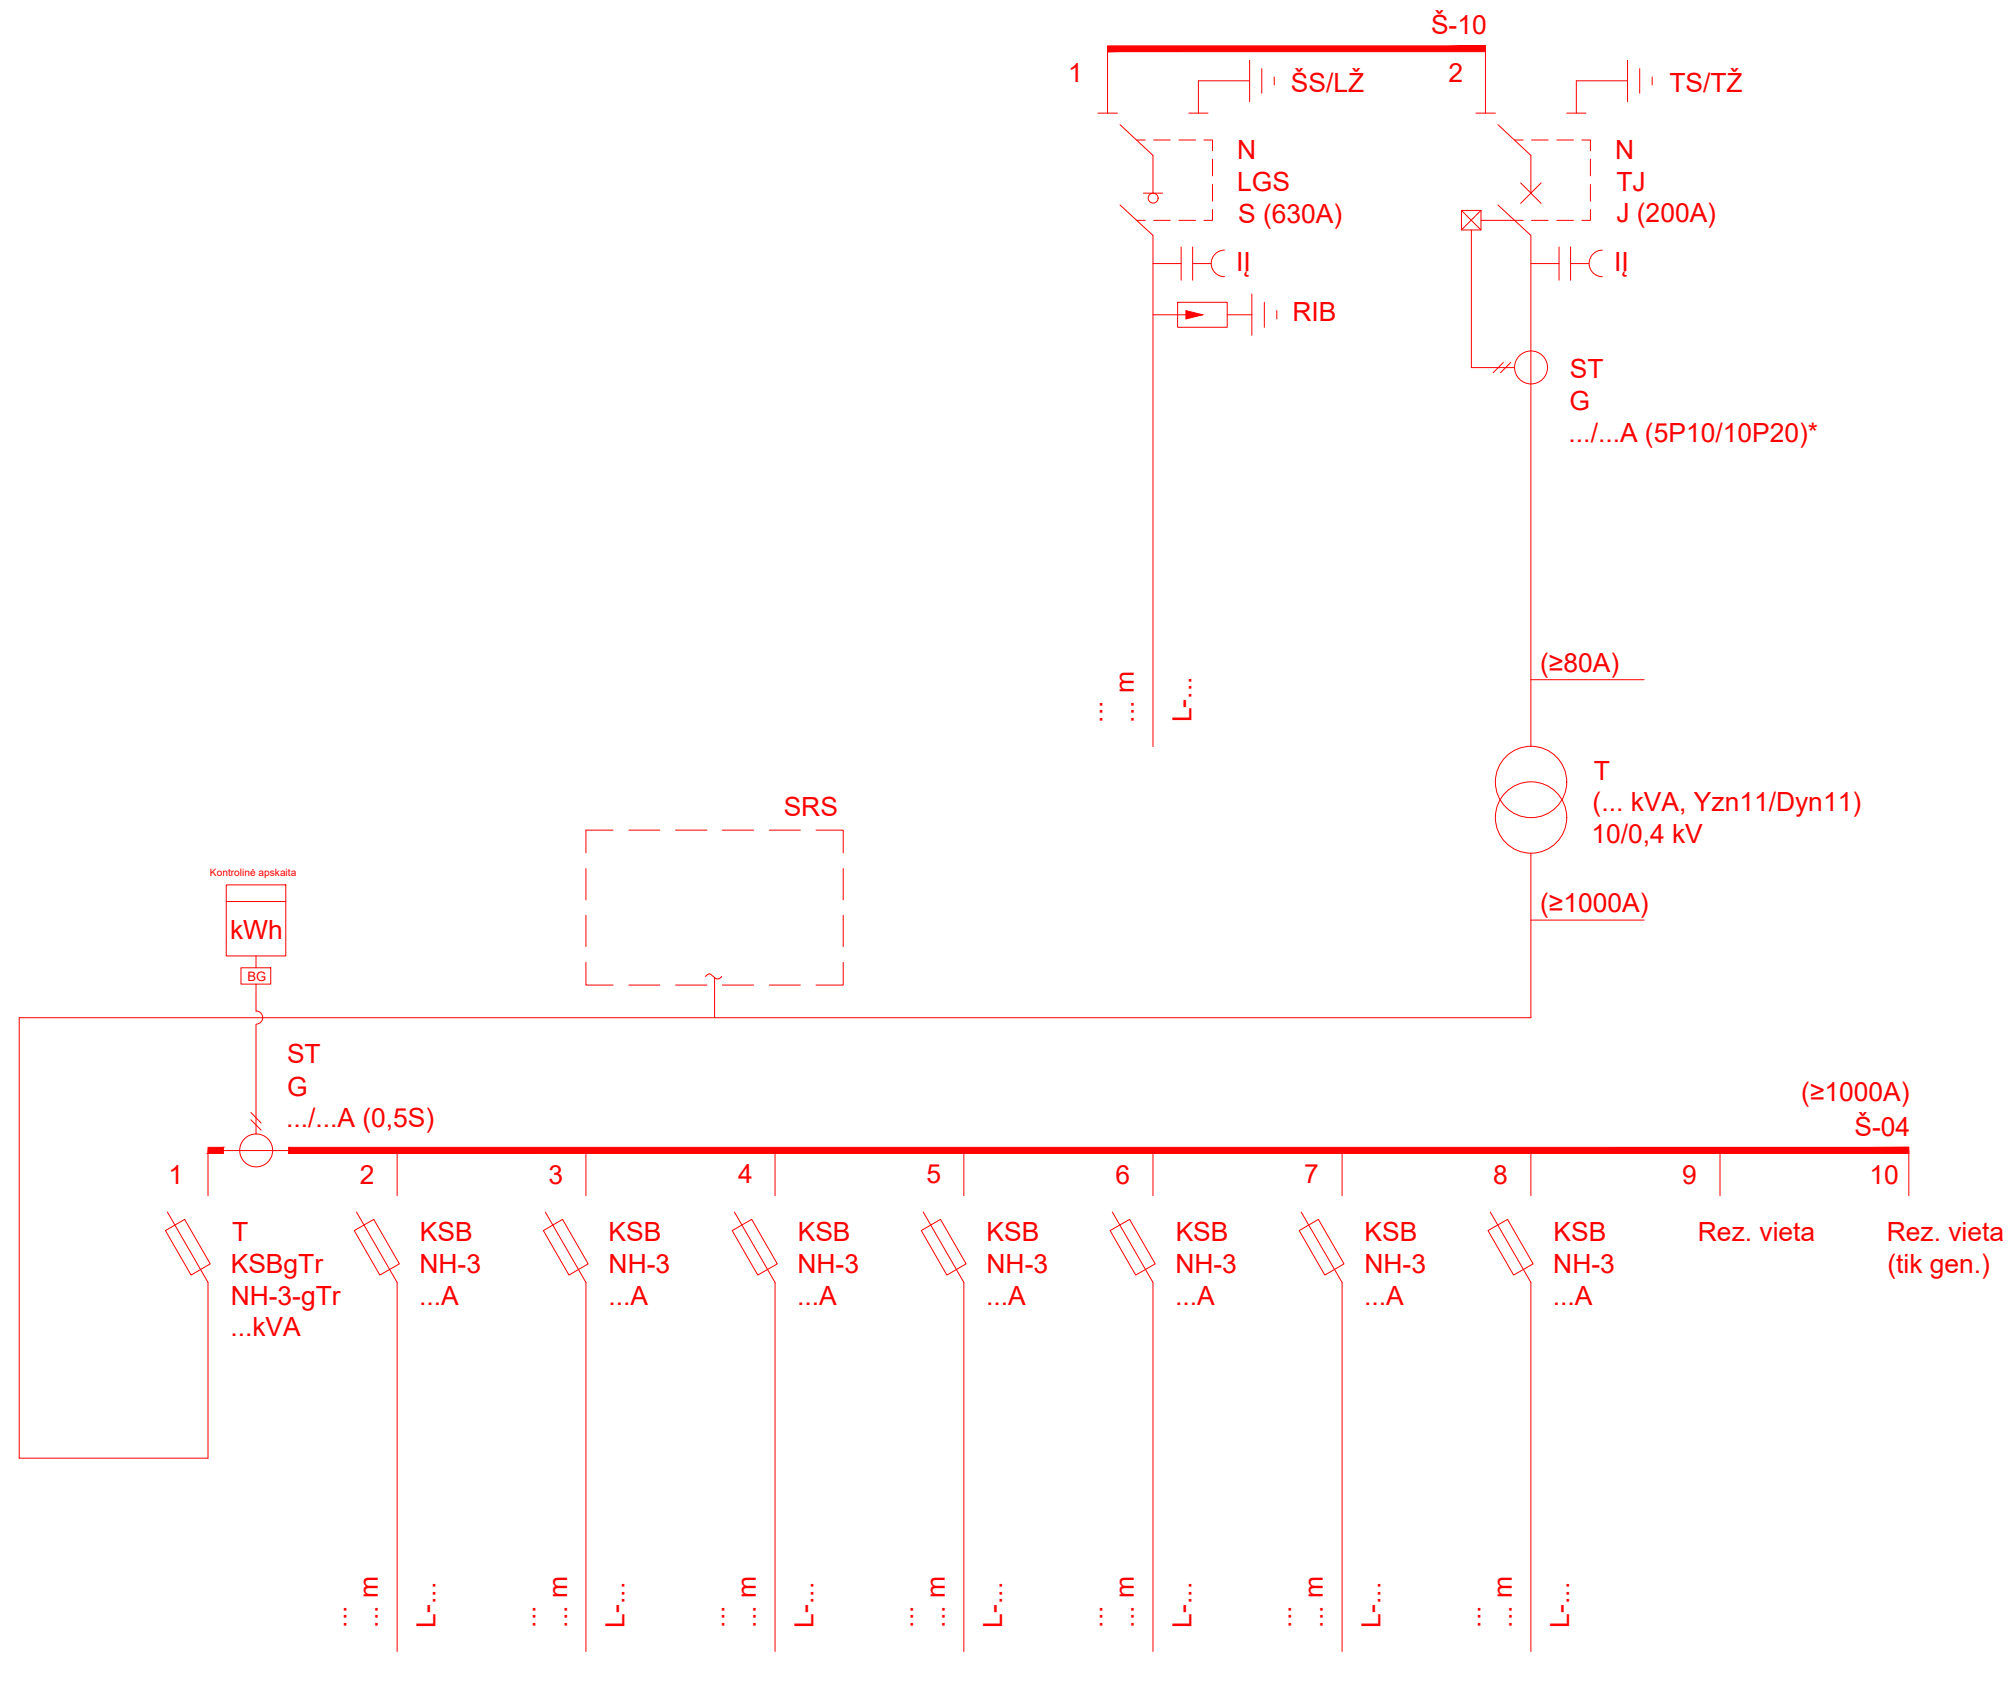 Š-10
1
2
ŠS/LŽ
TS/TŽ
N
LGS
S (630A)
N
TJ
J (200A)
IĮ
IĮ
RIB
ST
G
.../...A (5P10/10P20)*
(≥80A)
...
...m
L-...
T
(... kVA, Yzn11/Dyn11)
10/0,4 kV
SRS
Kontrolinė apskaita
kWh
BG
(≥1000A)
ST
G
.../...A (0,5S)
(≥1000A)
Š-04
1
2
3
4
5
6
7
8
9
10
T
KSBgTr
NH-3-gTr
...kVA
KSB
NH-3
...A
KSB
NH-3
...A
KSB
NH-3
...A
KSB
NH-3
...A
KSB
NH-3
...A
KSB
NH-3
...A
KSB
NH-3
...A
Rez. vieta
Rez. vieta
(tik gen.)
...
...m
L-...
...
...m
L-...
...
...m
L-...
...
...m
L-...
...
...m
L-...
...
...m
L-...
...
...m
L-...